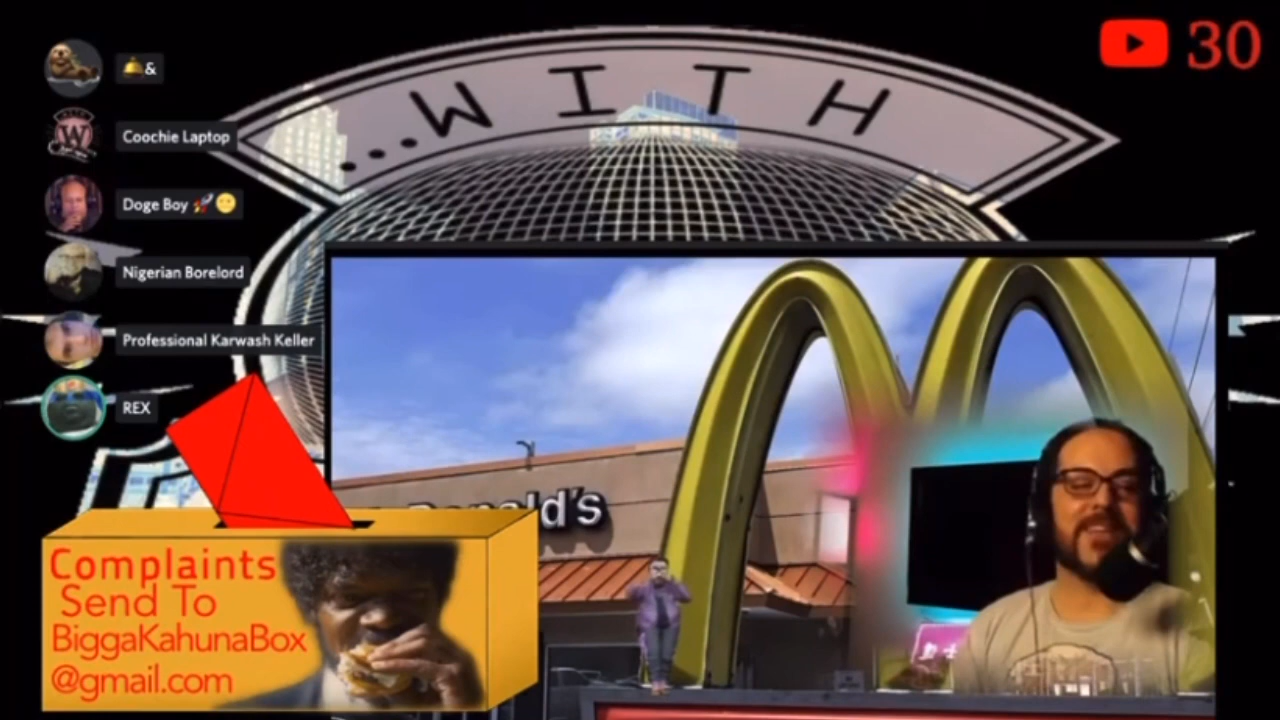 30
...WITH
🛎&
Coochie Laptop
Doge Boy 🚀🌝
Nigerian Borelord
Professional Karwash Keller
REX
Complaints
Send To
BiggaKahunaBox
@gmail.com